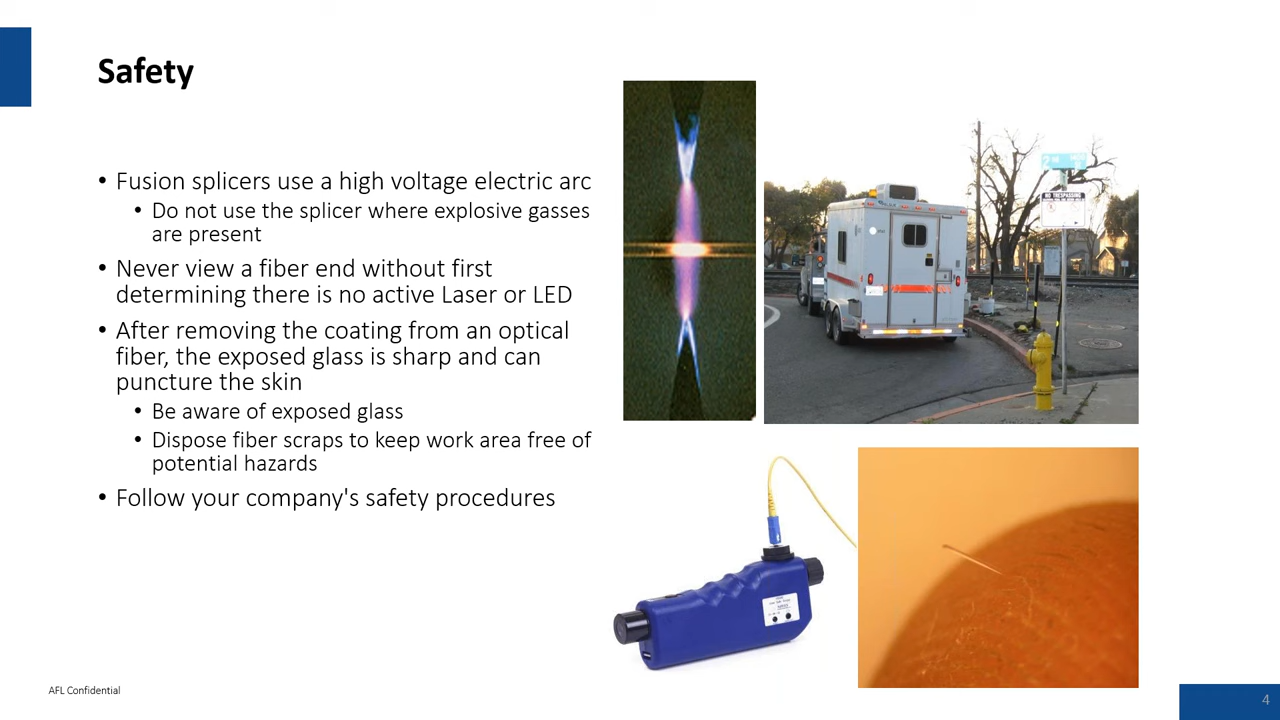 Safety
• Fusion splicers use a high voltage electric arc
• Do not use the splicer where explosive gasses
are present
• Never view a fiber end without first
determining there is no active Laser or LED
• After removing the coating from an optical
fiber, the exposed glass is sharp and can
puncture the skin
• Be aware of exposed glass
• Dispose fiber scraps to keep work area free of
potential hazards
• Follow your company's safety procedures
NO TRESPASSING
AFL Confidential
4